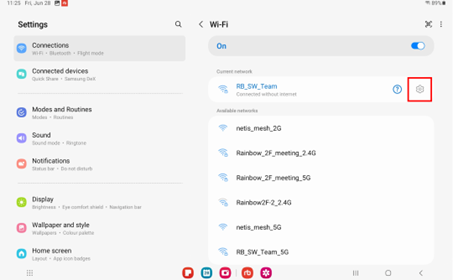 11:25 Fri, Jun 28
89%
Settings
Connections
Wi-Fi • Bluetooth • Flight mode
Connected devices
Quick Share • Samsung DeX
Modes and Routines
Modes • Routines
Sound
Sound mode • Ringtone
Notifications
Status bar • Do not disturb
Display
Brightness • Eye comfort shield • Navigation bar
Wallpaper and style
Wallpapers • Colour palette
Home screen
Layout • App icon badges
Wi-Fi
On
Current network
RB_SW_Team
Connected without internet
Available networks
netis_mesh_2G
Rainbow_2F_meeting_2.4G
Rainbow_2F_meeting_5G
Rainbow2F-2_2.4G
netis_mesh_5G
RB_SW_Team_5G